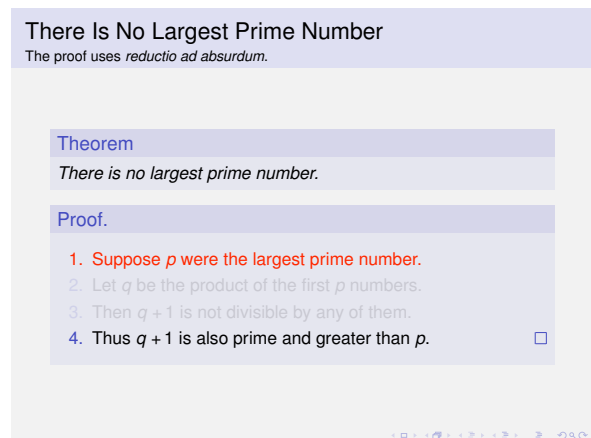 There Is No Largest Prime Number
The proof uses reductio ad absurdum.
Theorem
There is no largest prime number.
Proof.
1. Suppose p were the largest prime number.
2. Let q be the product of the first p numbers.
3. Then q + 1 is not divisible by any of them.
4. Thus q + 1 is also prime and greater than p.